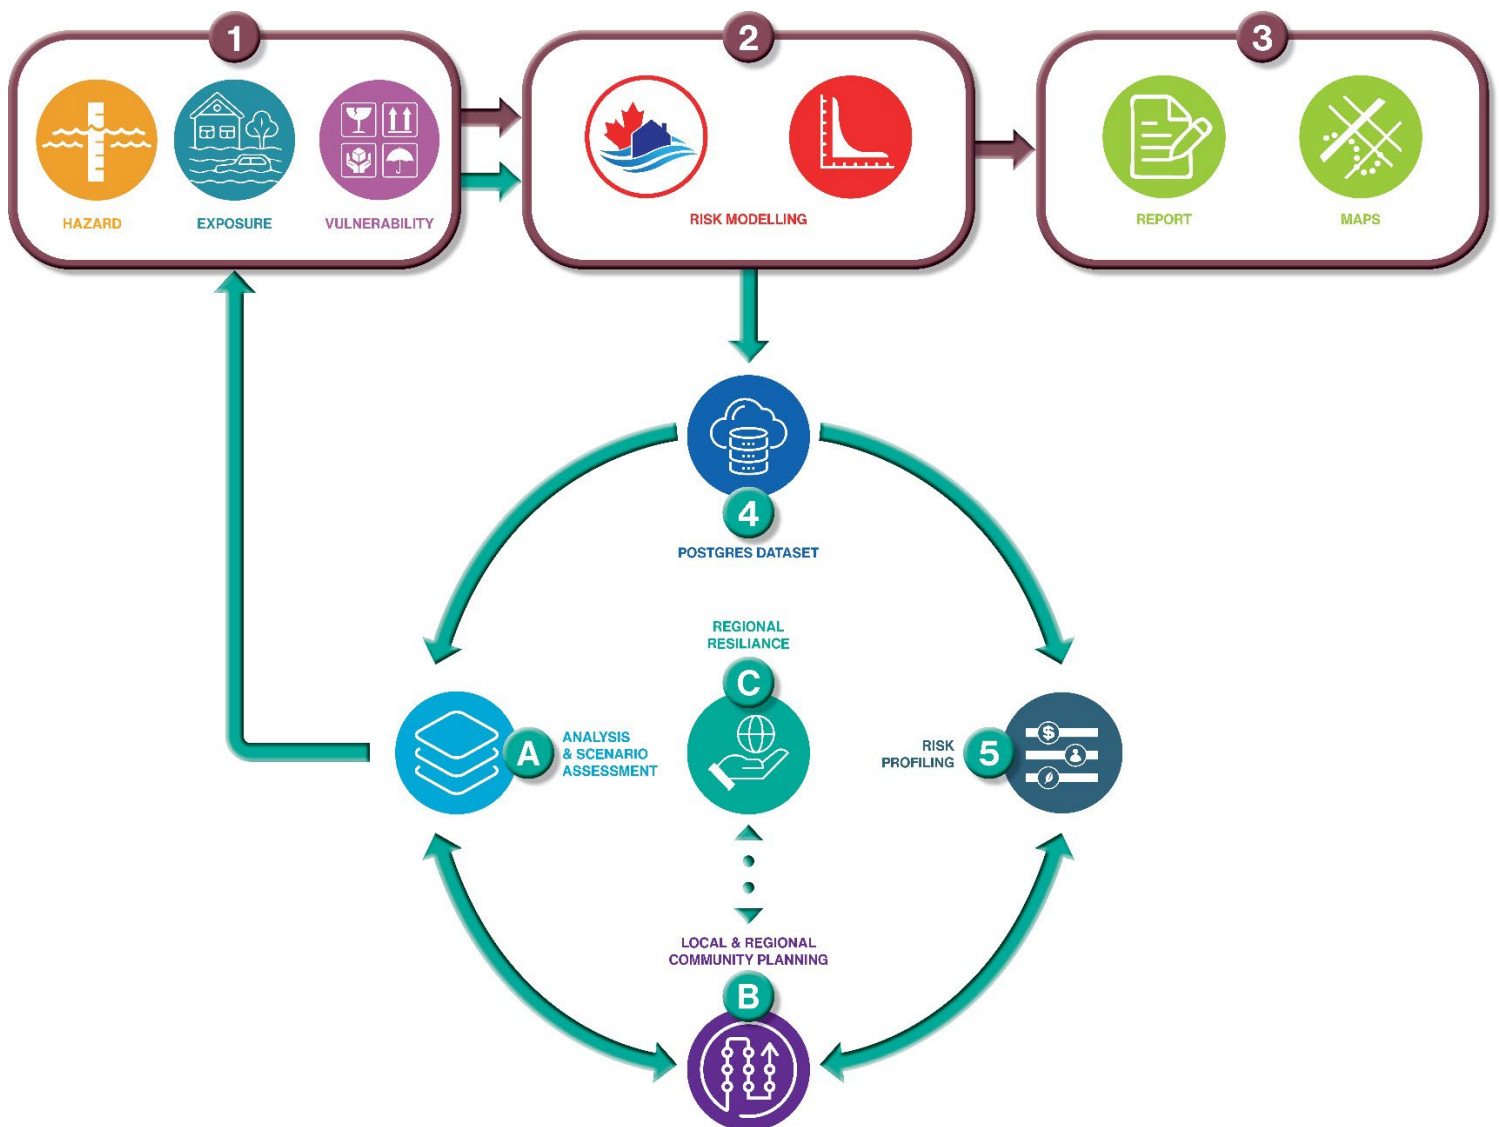 1
2
3
HAZARD
EXPOSURE
VULNERABILITY
RISK MODELLING
REPORT
MAPS
4
POSTGRES DATASET
REGIONAL
RESILIANCE
C
A
ANALYSIS
& SCENARIO
ASSESSMENT
RISK
PROFILING
5
$
LOCAL & REGIONAL
COMMUNITY PLANNING
B